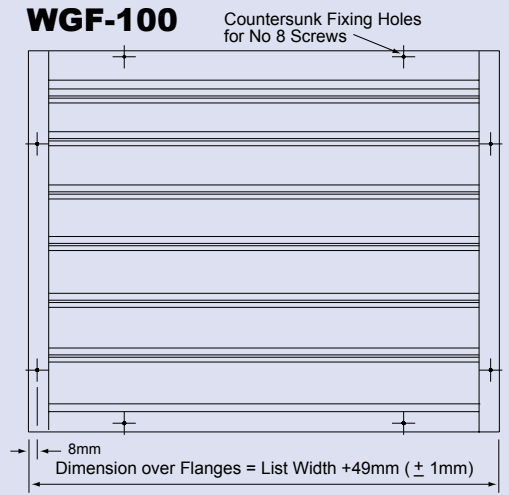 WGF-100
Countersunk Fixing Holes
for No 8 Screws
8mm
Dimension over Flanges = List Width +49mm ( ± 1mm)